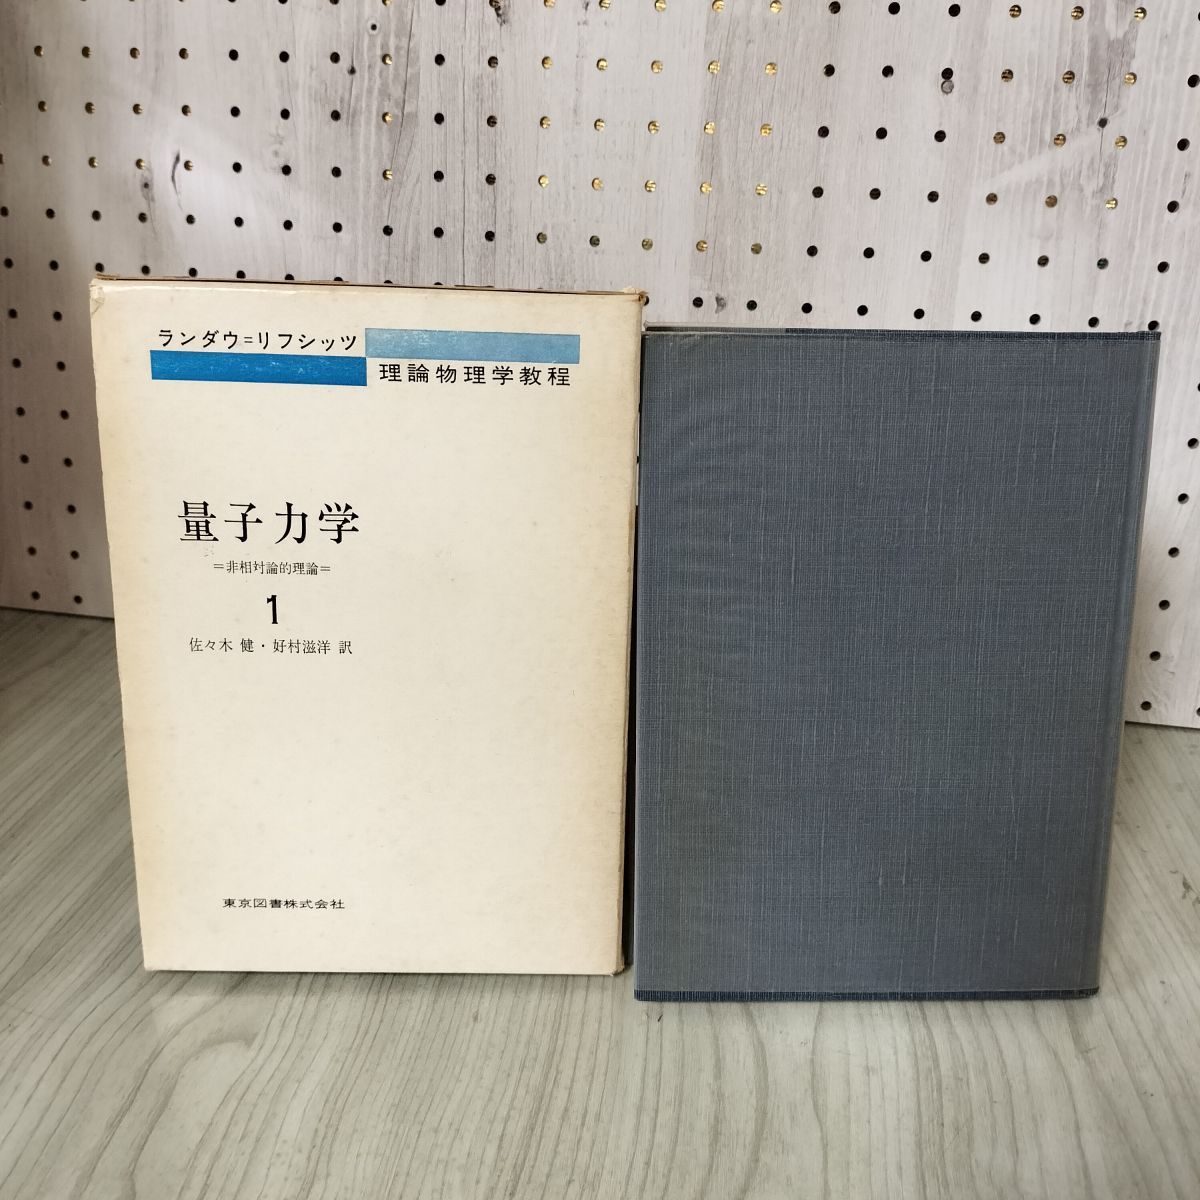 ランダウ=リフシッツ
理論物理学教程
量子力学
=非相対論的理論=
1
佐々木 健・好村滋洋 訳
東京図書株式会社